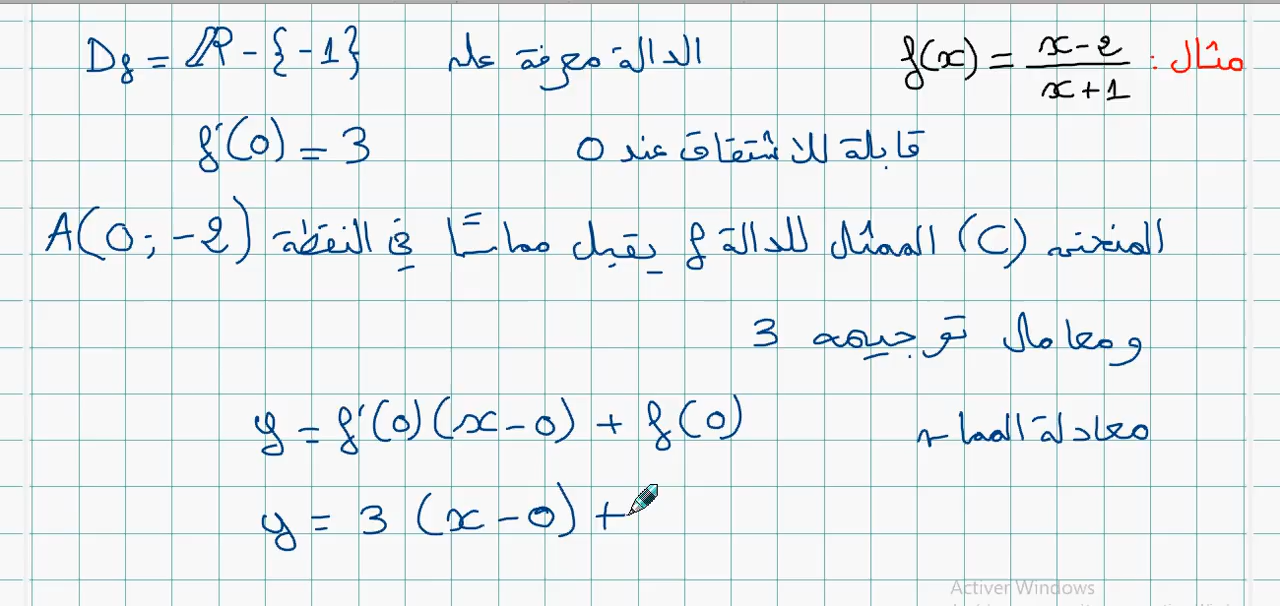 مثال : f(x) = (x-2)/(x+1) الدالة معرفة على Df = ℝ - {-1}
قابلة للاشتقاق عند 0 f'(0) = 3
المنحنى (C) الممثل للدالة f يقبل مماسًا في النقطة A(0 ; -2)
ومعامل توجيهه 3
معادلة المماس y = f'(0)(x-0) + f(0)
y = 3 (x-0) +
Activer Windows